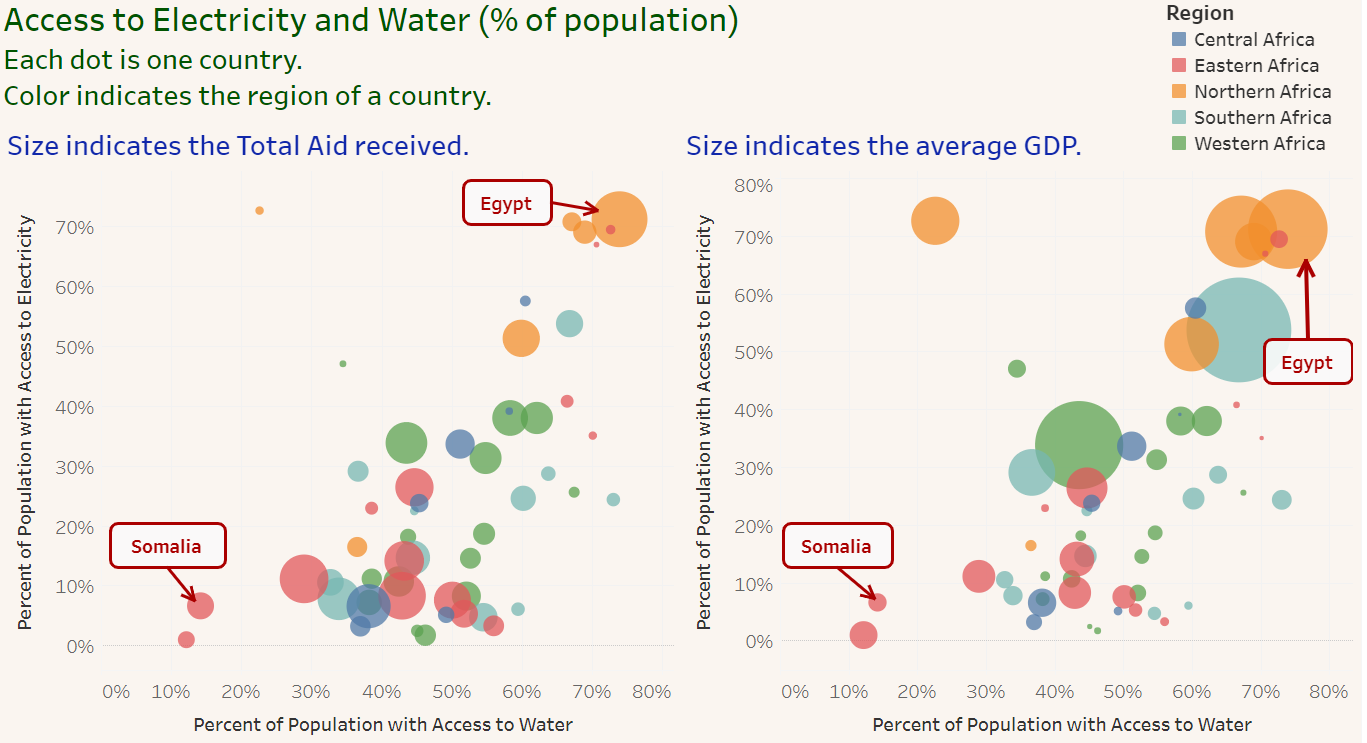 Access to Electricity and Water (% of population)
Each dot is one country.
Color indicates the region of a country.
Region
Central Africa
Eastern Africa
Northern Africa
Southern Africa
Western Africa
Size indicates the Total Aid received.
Percent of Population with Access to Electricity
70%
60%
50%
40%
30%
20%
10%
0%
Egypt
Somalia
0% 10% 20% 30% 40% 50% 60% 70% 80%
Percent of Population with Access to Water
Size indicates the average GDP.
Percent of Population with Access to Electricity
80%
70%
60%
50%
40%
30%
20%
10%
0%
Egypt
Somalia
0% 10% 20% 30% 40% 50% 60% 70% 80%
Percent of Population with Access to Water